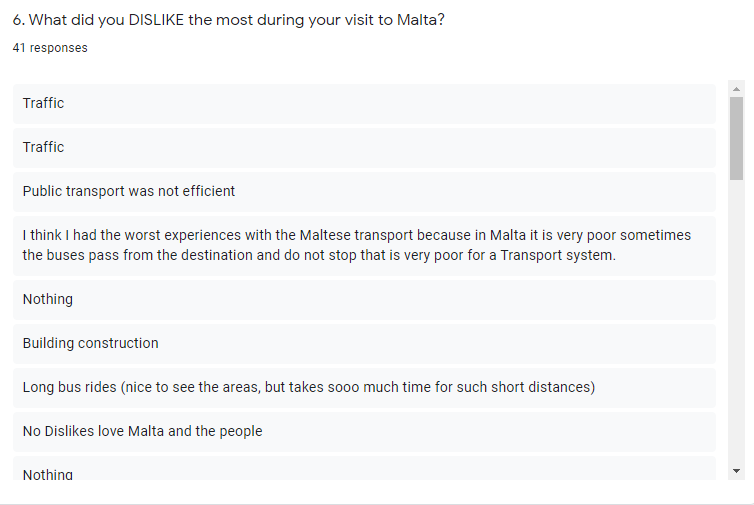 6. What did you DISLIKE the most during your visit to Malta?
41 responses
Traffic
Traffic
Public transport was not efficient
I think I had the worst experiences with the Maltese transport because in Malta it is very poor sometimes
the buses pass from the destination and do not stop that is very poor for a Transport system.
Nothing
Building construction
Long bus rides (nice to see the areas, but takes sooo much time for such short distances)
No Dislikes love Malta and the people
Nothing